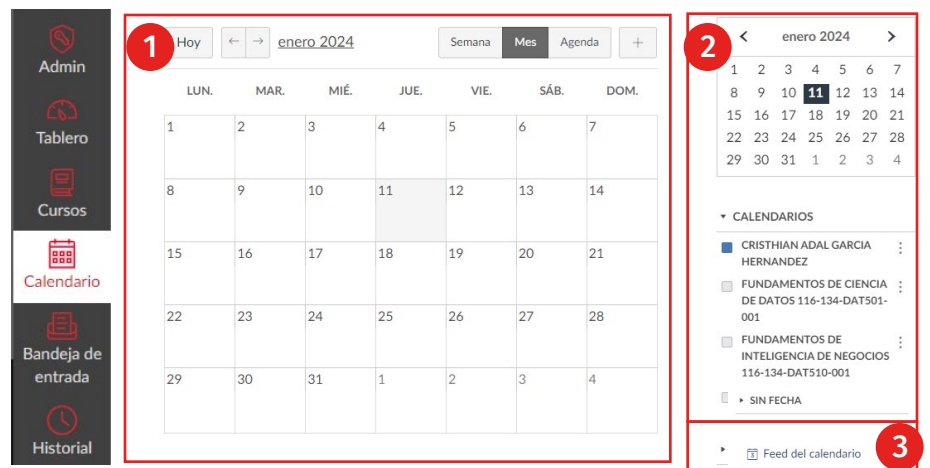 Admin
Tablero
Cursos
Calendario
Bandeja de
entrada
Historial
1
Hoy ← → enero 2024 Semana Mes Agenda +
LUN. MAR. MIÉ. JUE. VIE. SÁB. DOM.
1 2 3 4 5 6 7
8 9 10 11 12 13 14
15 16 17 18 19 20 21
22 23 24 25 26 27 28
29 30 31 1 2 3 4
2
< enero 2024 >
1 2 3 4 5 6 7
8 9 10 11 12 13 14
15 16 17 18 19 20 21
22 23 24 25 26 27 28
29 30 31 1 2 3 4
CALENDARIOS
CRISTHIAN ADAL GARCIA
HERNANDEZ
FUNDAMENTOS DE CIENCIA
DE DATOS 116-134-DAT501-
001
FUNDAMENTOS DE
INTELIGENCIA DE NEGOCIOS
116-134-DAT510-001
SIN FECHA
Feed del calendario
3